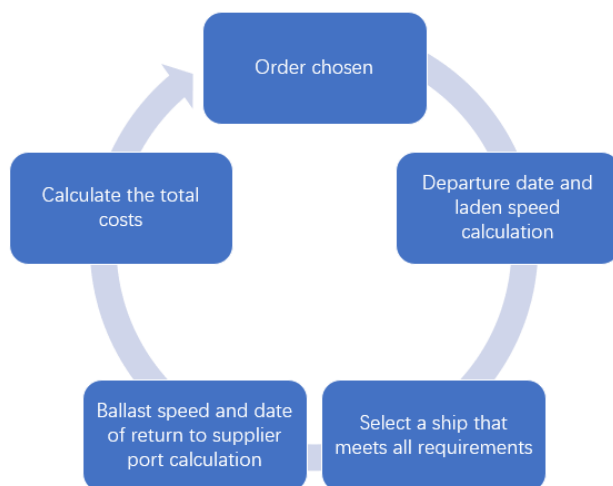 Order chosen
Departure date and
laden speed
calculation
Select a ship that
meets all requirements
Ballast speed and date
of return to supplier
port calculation
Calculate the total
costs